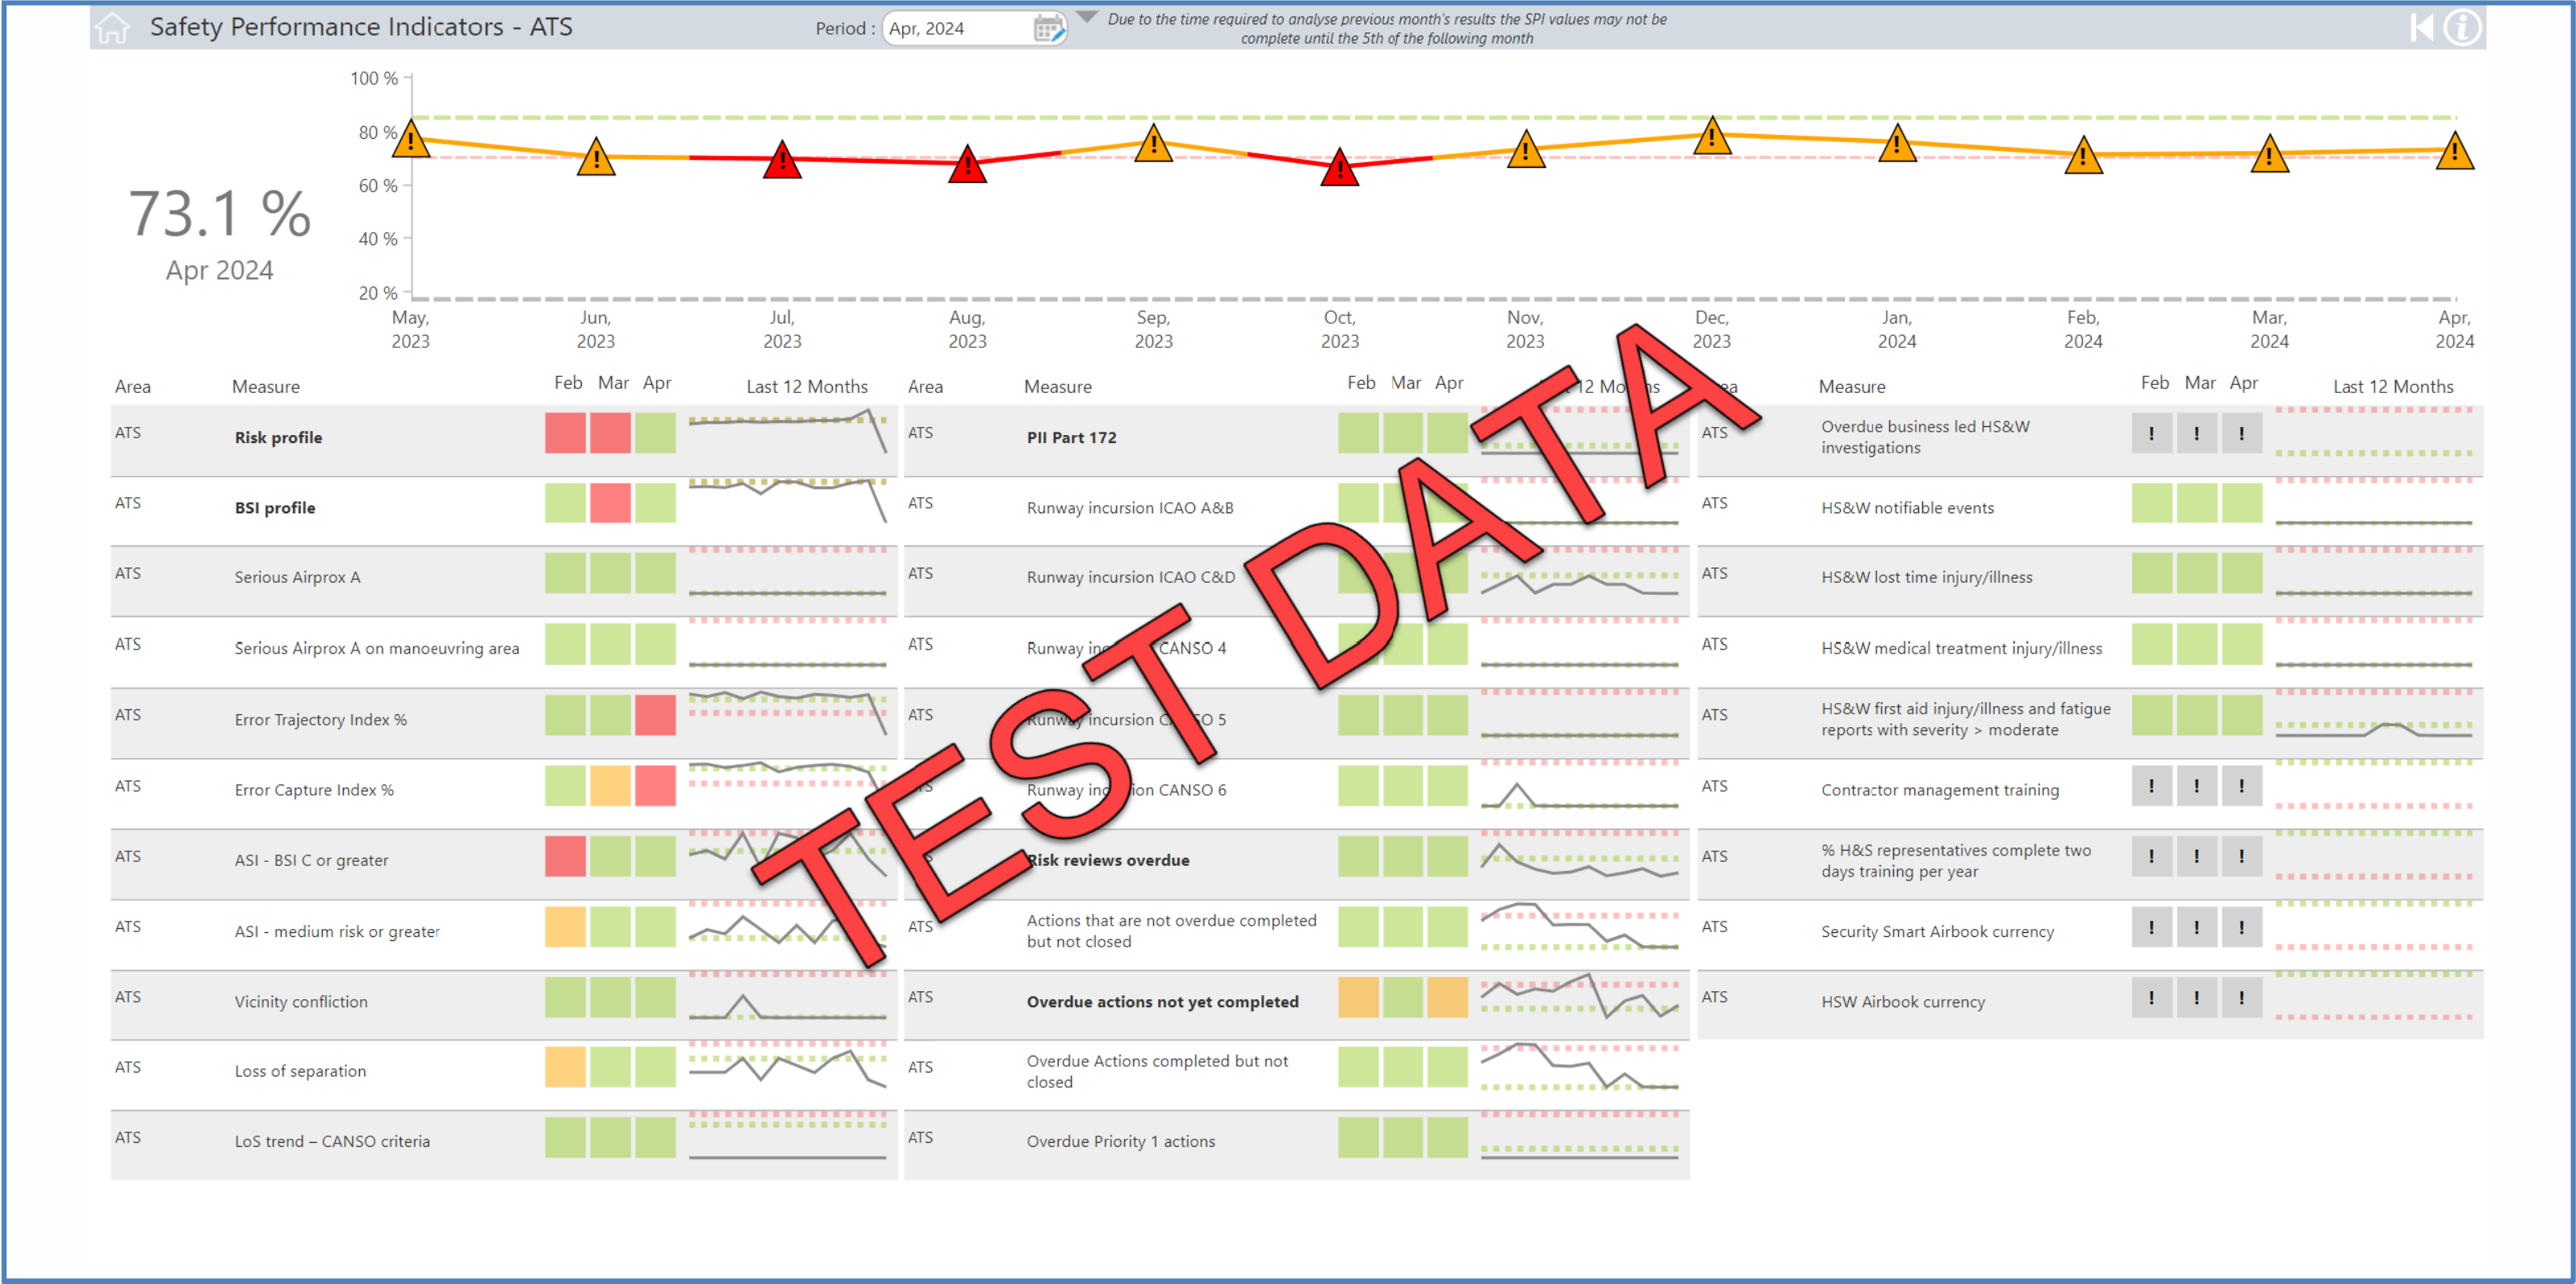 Safety Performance Indicators - ATS
Period : Apr, 2024
Due to the time required to analyse previous month's results the SPI values may not be
complete until the 5th of the following month
100 %
80 %
60 %
40 %
20 %
73.1 %
Apr 2024
May, 2023
Jun, 2023
Jul, 2023
Aug, 2023
Sep, 2023
Oct, 2023
Nov, 2023
Dec, 2023
Jan, 2024
Feb, 2024
Mar, 2024
Apr, 2024
Area Measure Feb Mar Apr Last 12 Months
ATS Risk profile
ATS BSI profile
ATS Serious Airprox A
ATS Serious Airprox A on manoeuvring area
ATS Error Trajectory Index %
ATS Error Capture Index %
ATS ASI - BSI C or greater
ATS ASI - medium risk or greater
ATS Vicinity confliction
ATS Loss of separation
ATS LoS trend – CANSO criteria
Area Measure Feb Mar Apr 12
ATS PII Part 172
ATS Runway incursion ICAO A&B
ATS Runway incursion ICAO C&D
ATS Runway CANSO 4
ATS Runway incursion 5
Runway CANSO 6
Risk reviews overdue
ATS Actions that are not overdue completed
but not closed
ATS Overdue actions not yet completed
ATS Overdue Actions completed but not
closed
ATS Overdue Priority 1 actions
Measure Feb Mar Apr Last 12 Months
ATS Overdue business led HS&W
investigations
! ! !
ATS HS&W notifiable events
ATS HS&W lost time injury/illness
ATS HS&W medical treatment injury/illness
ATS HS&W first aid injury/illness and fatigue
reports with severity > moderate
ATS Contractor management training ! ! !
ATS % H&S representatives complete two
days training per year
! ! !
ATS Security Smart Airbook currency ! ! !
ATS HSW Airbook currency ! ! !
TEST DATA